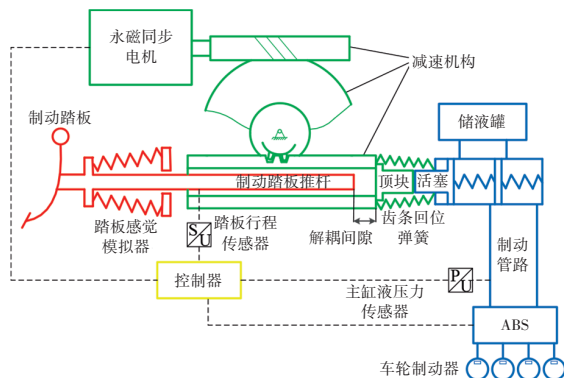 永磁同步
电机
减速机构
制动踏板
储液罐
制动踏板推杆
顶块
活塞
踏板感觉
模拟器
S
U
踏板行程
传感器
解耦间隙
齿条回位
弹簧
制动
管路
控制器
主缸液压力
传感器
P
U
ABS
车轮制动器